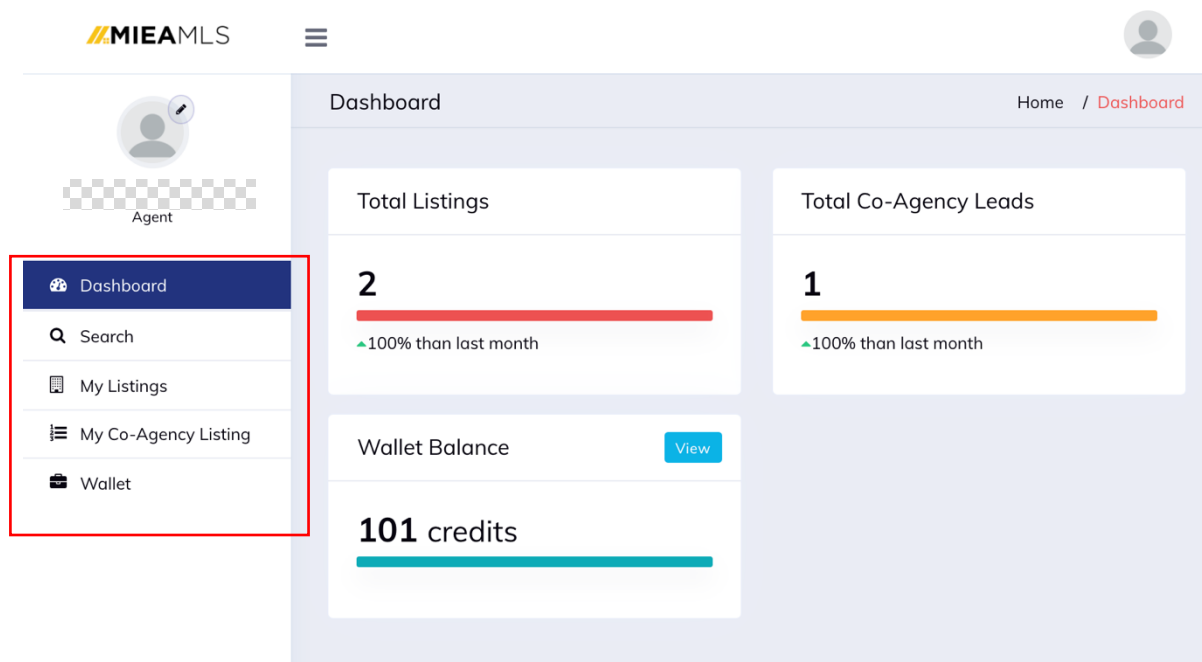 MIEAMLS
Agent
Dashboard
Search
My Listings
My Co-Agency Listing
Wallet
Dashboard
Home / Dashboard
Total Listings
2
100% than last month
Total Co-Agency Leads
1
100% than last month
Wallet Balance
View
101 credits